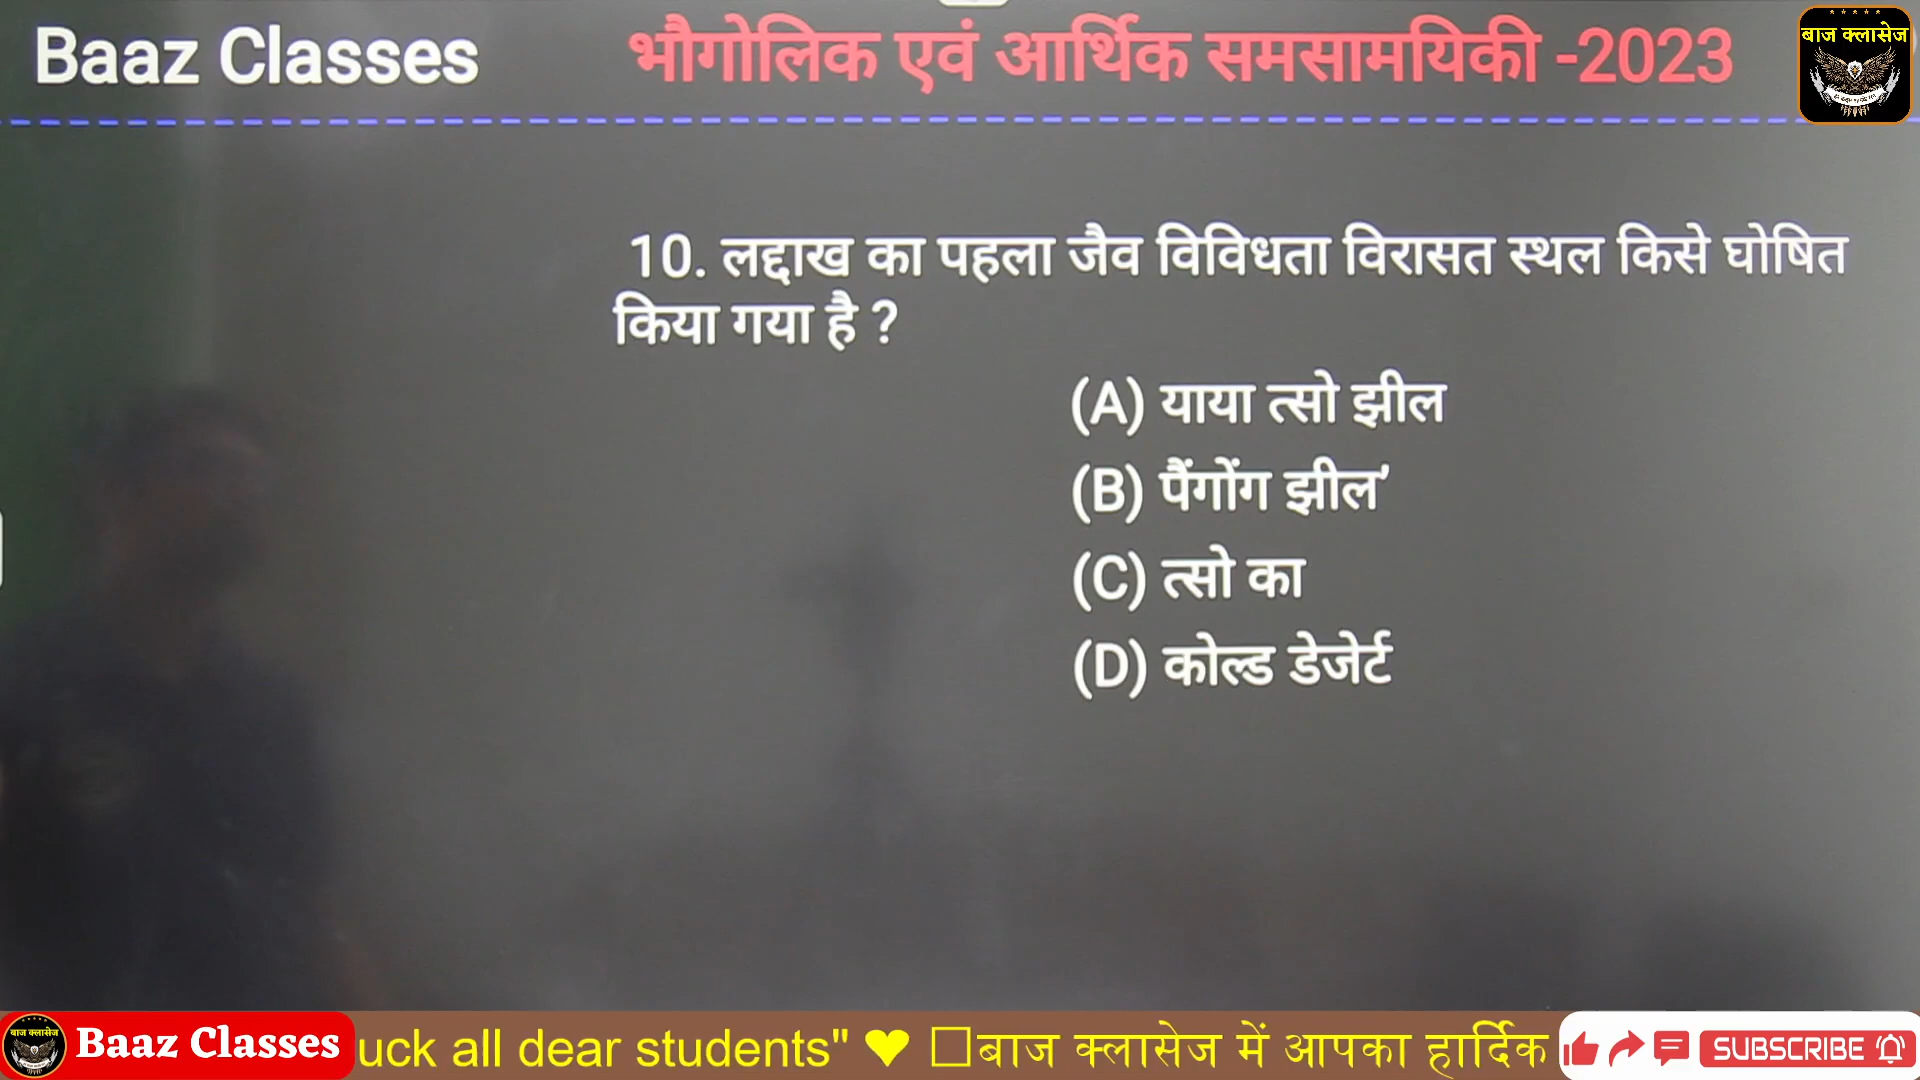 Baaz Classes
भौगोलिक एवं आर्थिक समसामयिकी -2023
बाज क्लासेज
10. लद्दाख का पहला जैव विविधता विरासत स्थल किसे घोषित
किया गया है ?
(A) याया त्सो झील
(B) पैंगोंग झील'
(C) त्सो का
(D) कोल्ड डेजेर्ट
बाज क्लासेज
Baaz Classes
uck all dear students" ♥ □बाज क्लासेज में आपका हार्दिक
SUBSCRIBE